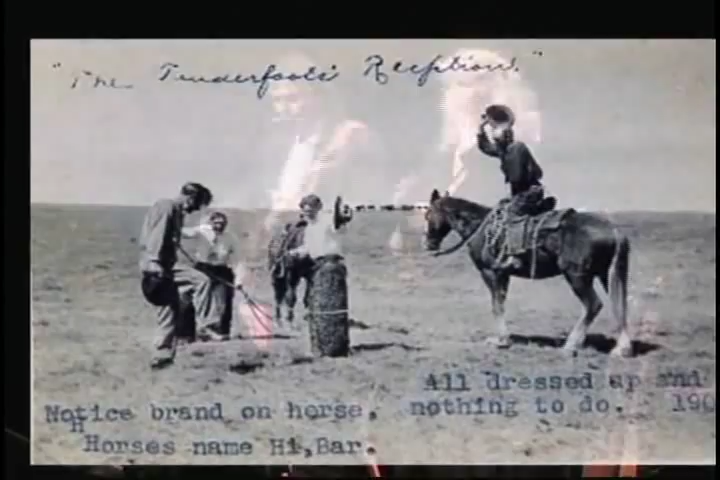 "The Tenderfoots' Reception."
All dressed up and
Notice brand on horse. nothing to do. 190
H
Horses name Hi,Bar.